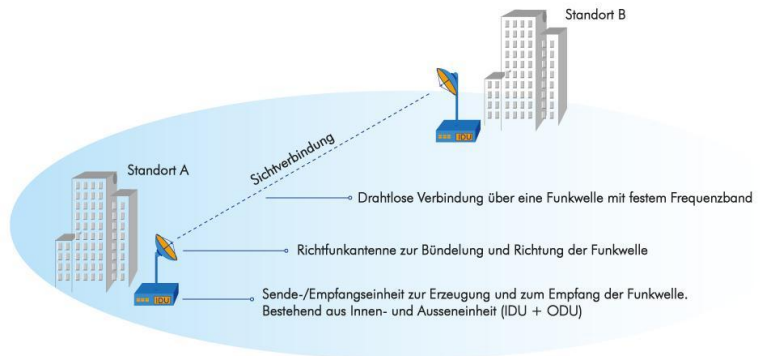 Standort B
IDU
Standort A
Sichtverbindung
Drahtlose Verbindung über eine Funkwelle mit festem Frequenzband
Richtfunkantenne zur Bündelung und Richtung der Funkwelle
IDU
Sende-/Empfangseinheit zur Erzeugung und zum Empfang der Funkwelle.
Bestehend aus Innen- und Ausseneinheit (IDU + ODU)